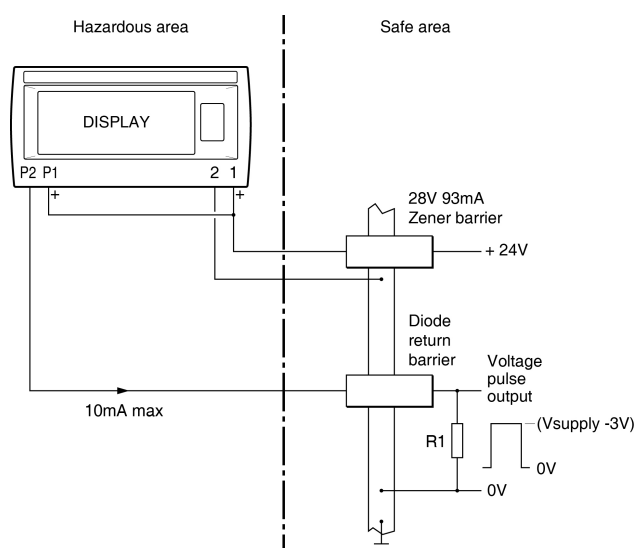 Hazardous area
Safe area
DISPLAY
P2 P1
2 1
+
+
28V 93mA
Zener barrier
+ 24V
Diode
return
barrier
Voltage
pulse
output
10mA max
R1
(Vsupply -3V)
0V
0V